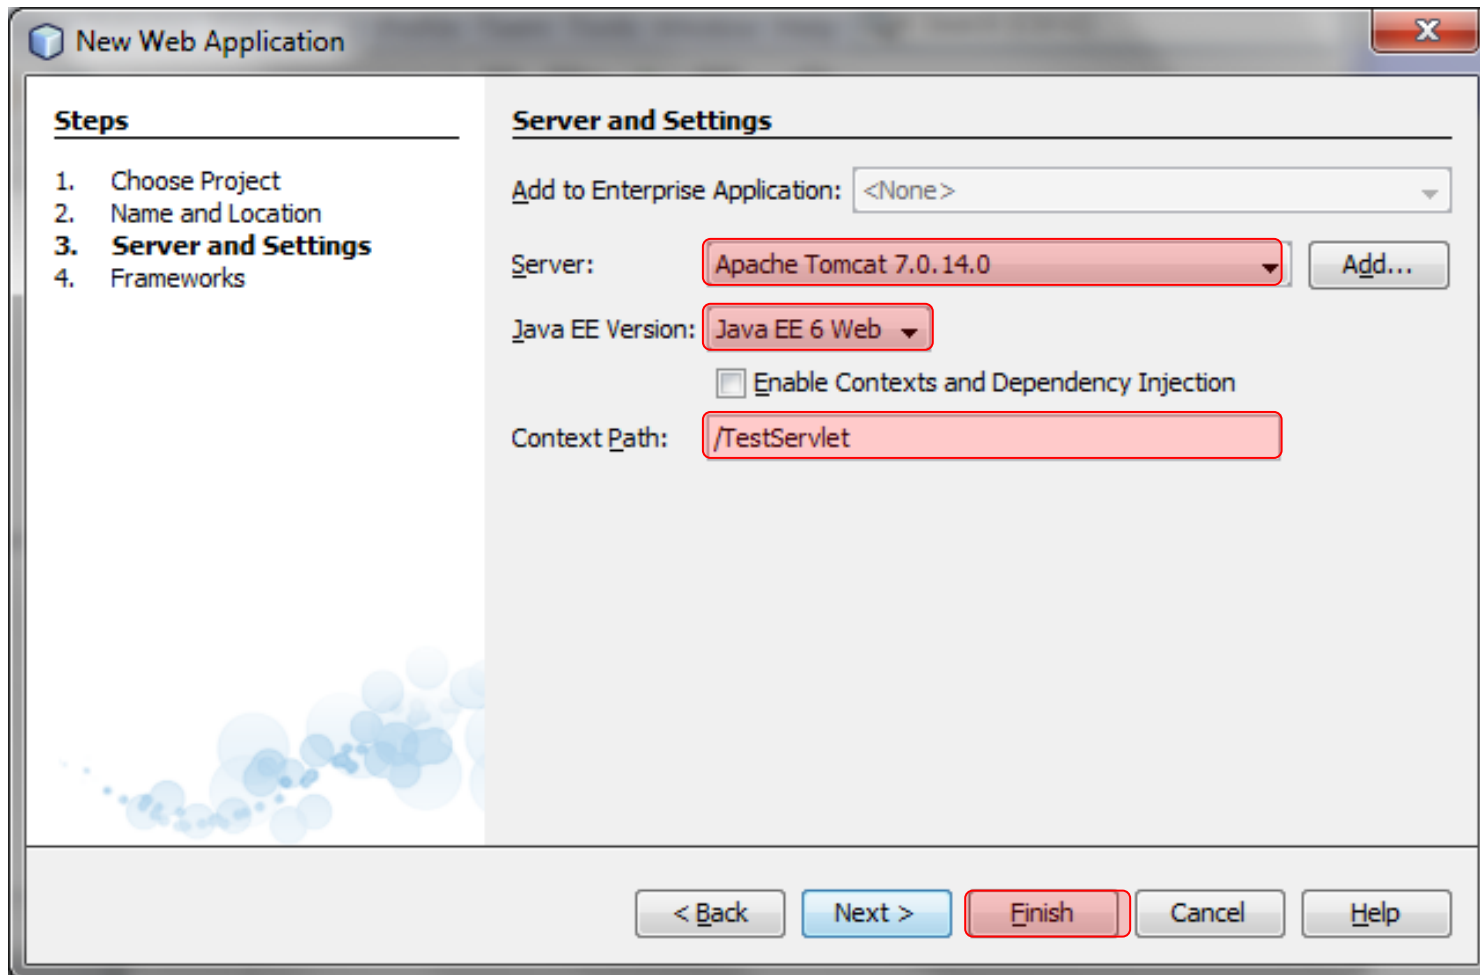 New Web Application
x
Steps
1. Choose Project
2. Name and Location
3. Server and Settings
4. Frameworks
Server and Settings
Add to Enterprise Application: <None>
Server: Apache Tomcat 7.0.14.0 Add...
Java EE Version: Java EE 6 Web
Enable Contexts and Dependency Injection
Context Path: /TestServlet
< Back Next > Finish Cancel Help